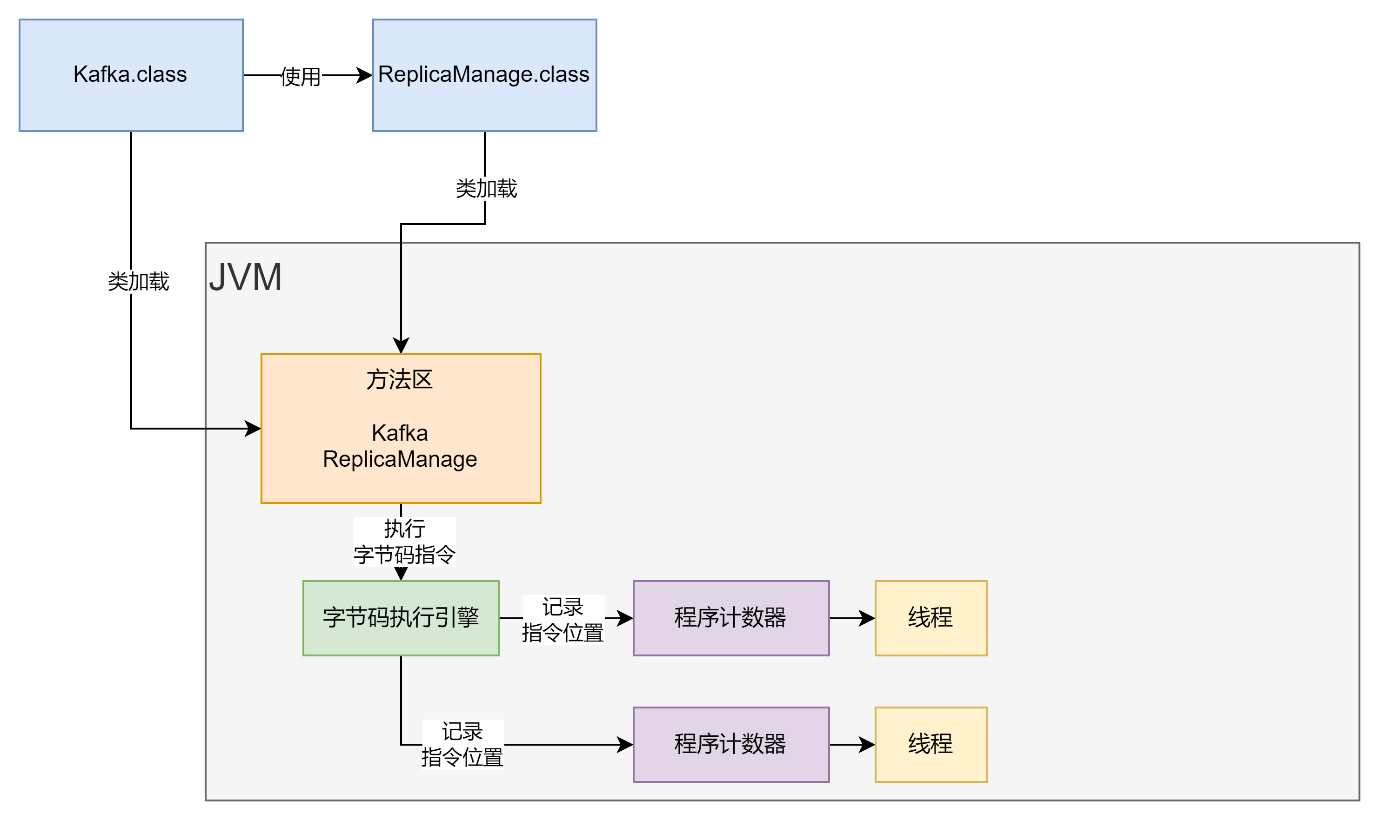 Kafka.class
使用
ReplicaManage.class
类加载
类加载
JVM
方法区
Kafka
ReplicaManage
执行
字节码指令
字节码执行引擎
记录
指令位置
程序计数器
线程
记录
指令位置
程序计数器
线程